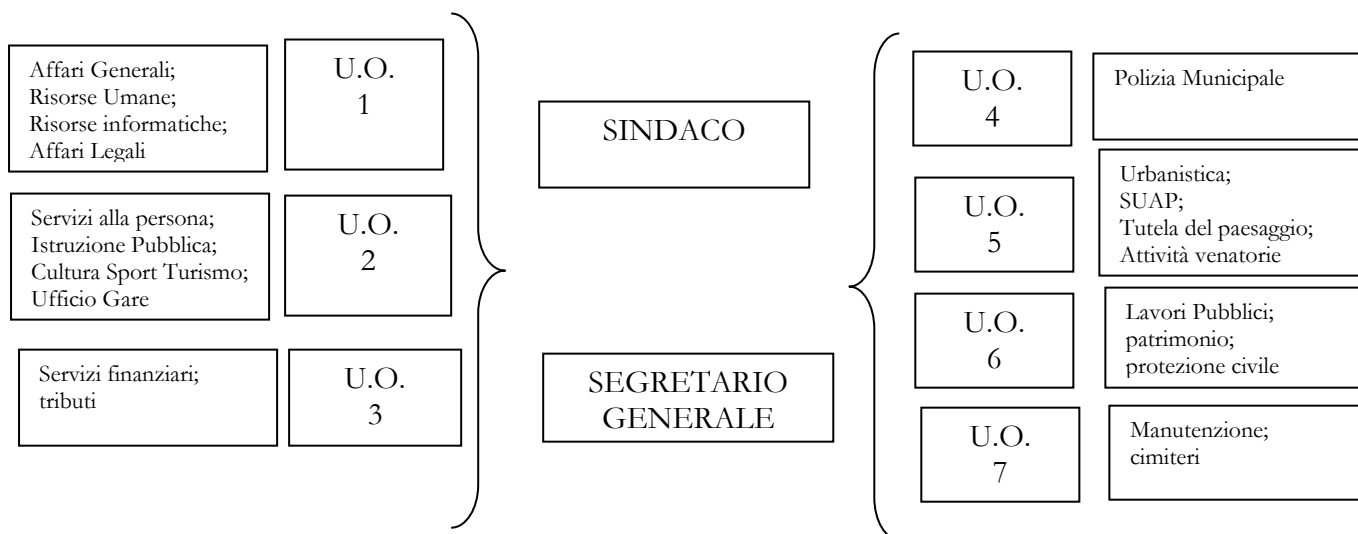 Affari Generali;
Risorse Umane;
Risorse informatiche;
Affari Legali
U.O.
1
Servizi alla persona;
Istruzione Pubblica;
Cultura Sport Turismo;
Ufficio Gare
U.O.
2
Servizi finanziari;
tributi
U.O.
3
SINDACO
SEGRETARIO
GENERALE
U.O.
4
Polizia Municipale
U.O.
5
Urbanistica;
SUAP;
Tutela del paesaggio;
Attività venatorie
U.O.
6
Lavori Pubblici;
patrimonio;
protezione civile
U.O.
7
Manutenzione;
cimiteri